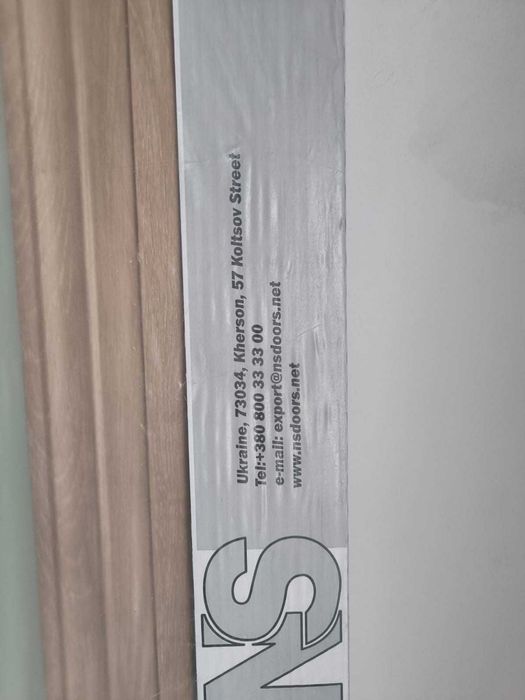 Ukraine, 73034, Kherson, 57 Koltsov Street
Tel:+380 800 33 33 00
e-mail: export@nsdoors.net
www.nsdoors.net
NS